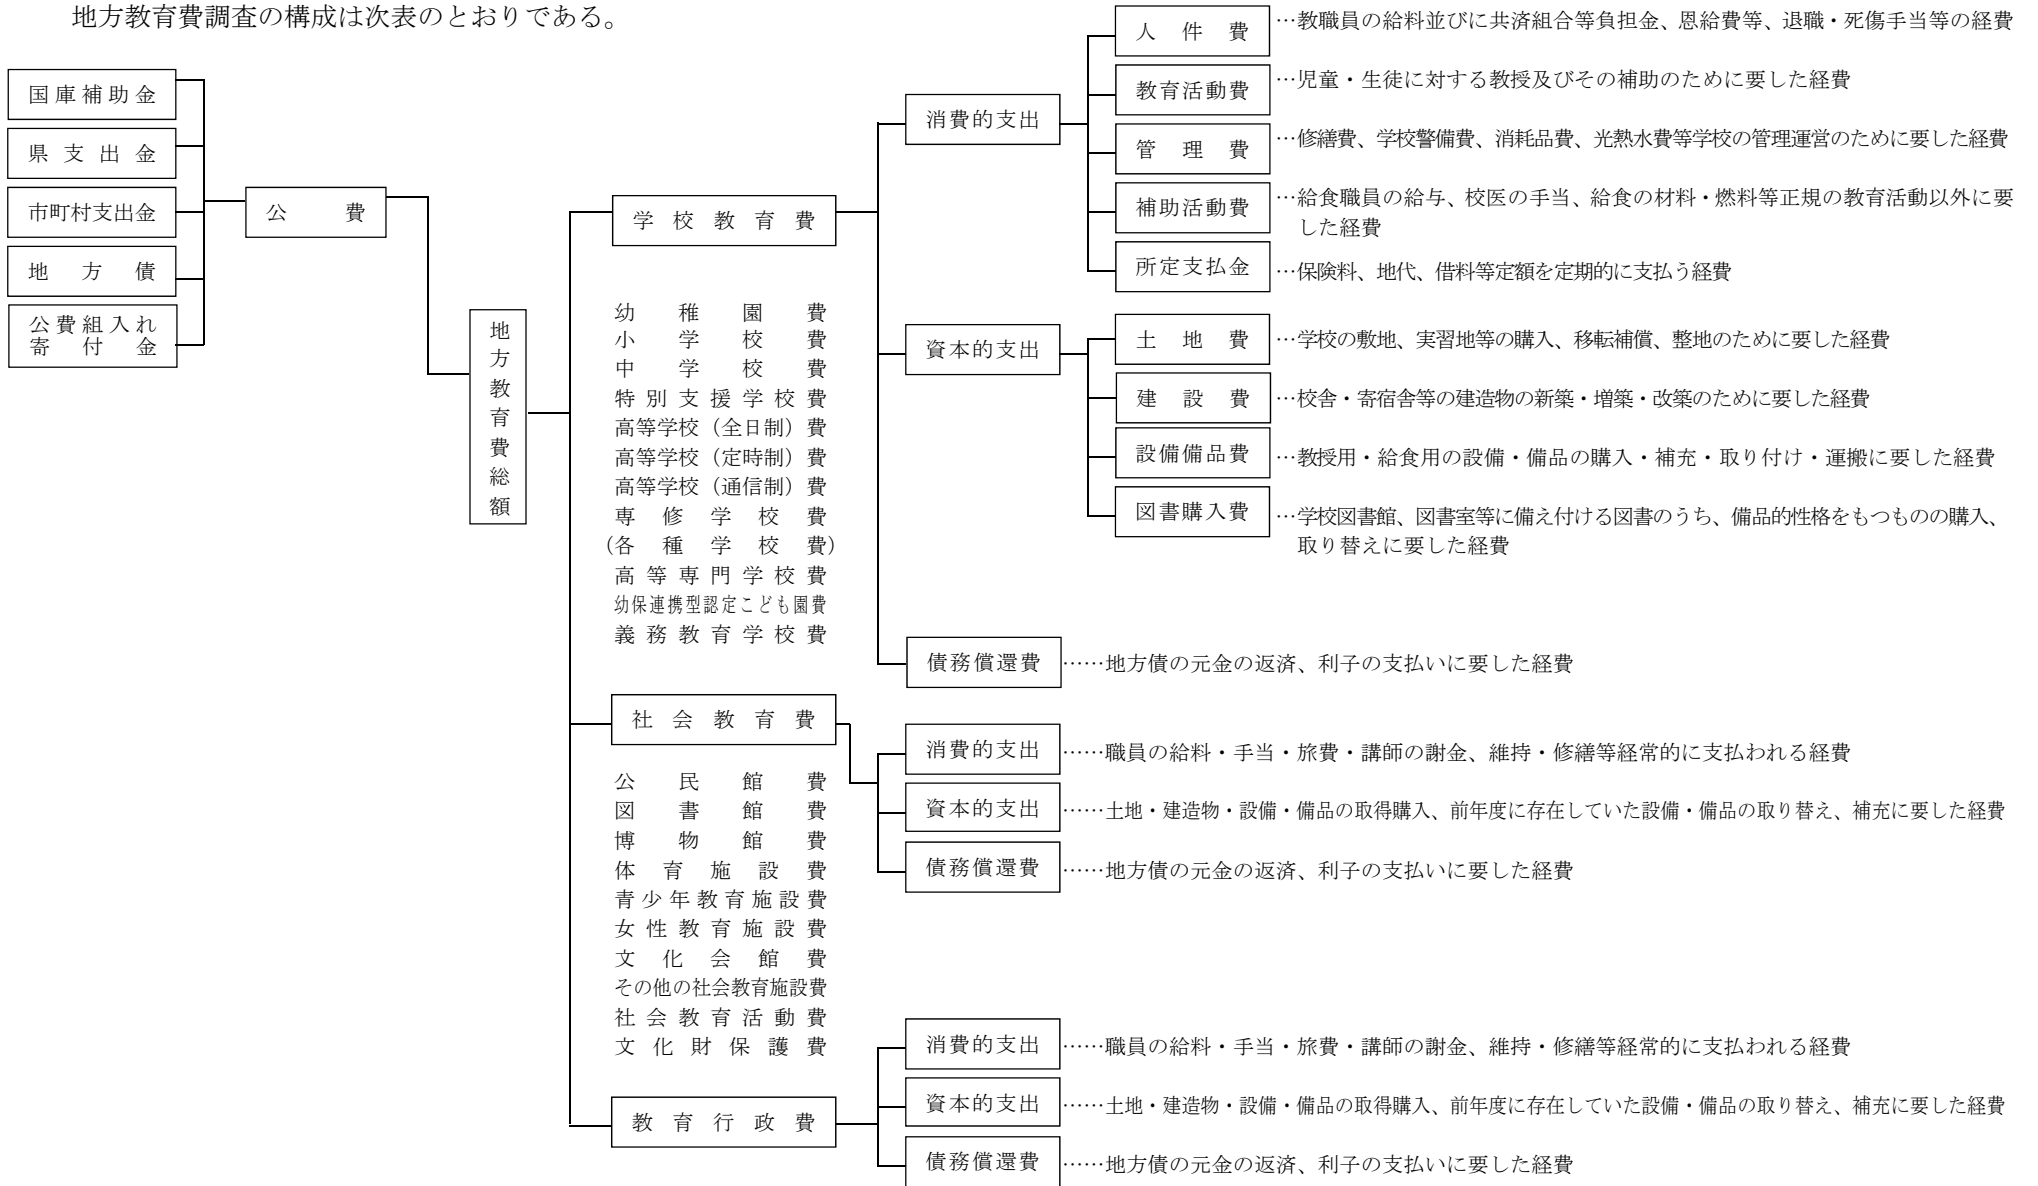 地方教育費調査の構成は次表のとおりである。
国庫補助金
県支出金
市町村支出金
地方債
公費組入れ
寄付金
公費
地方教育費総額
学校教育費
幼稚園費
小学校費
中学校費
特別支援学校費
高等学校（全日制）費
高等学校（定時制）費
高等学校（通信制）費
専修学校費
（各種学校費）
高等専門学校費
幼保連携型認定こども園費
義務教育学校費
消費的支出
人件費…教職員の給料並びに共済組合等負担金、恩給費等、退職・死傷手当等の経費
教育活動費…児童・生徒に対する教授及びその補助のために要した経費
管理費…修繕費、学校警備費、消耗品費、光熱水費等学校の管理運営のために要した経費
補助活動費…給食職員の給与、校医の手当、給食の材料・燃料等正規の教育活動以外に要
した経費
所定支払金…保険料、地代、借料等定額を定期的に支払う経費
資本的支出
土地費…学校の敷地、実習地等の購入、移転補償、整地のために要した経費
建設費…校舎・寄宿舎等の建造物の新築・増築・改築のために要した経費
設備備品費…教授用・給食用の設備・備品の購入・補充・取り付け・運搬に要した経費
図書購入費…学校図書館、図書室等に備え付ける図書のうち、備品的性格をもつものの購入、
取り替えに要した経費
債務償還費……地方債の元金の返済、利子の支払いに要した経費
社会教育費
公民館費
図書館費
博物館費
体育施設費
青少年教育施設費
女性教育施設費
文化会館費
その他の社会教育施設費
社会教育活動費
文化財保護費
消費的支出……職員の給料・手当・旅費・講師の謝金、維持・修繕等経常的に支払われる経費
資本的支出……土地・建造物・設備・備品の取得購入、前年度に存在していた設備・備品の取り替え、補充に要した経費
債務償還費……地方債の元金の返済、利子の支払いに要した経費
教育行政費
消費的支出……職員の給料・手当・旅費・講師の謝金、維持・修繕等経常的に支払われる経費
資本的支出……土地・建造物・設備・備品の取得購入、前年度に存在していた設備・備品の取り替え、補充に要した経費
債務償還費……地方債の元金の返済、利子の支払いに要した経費